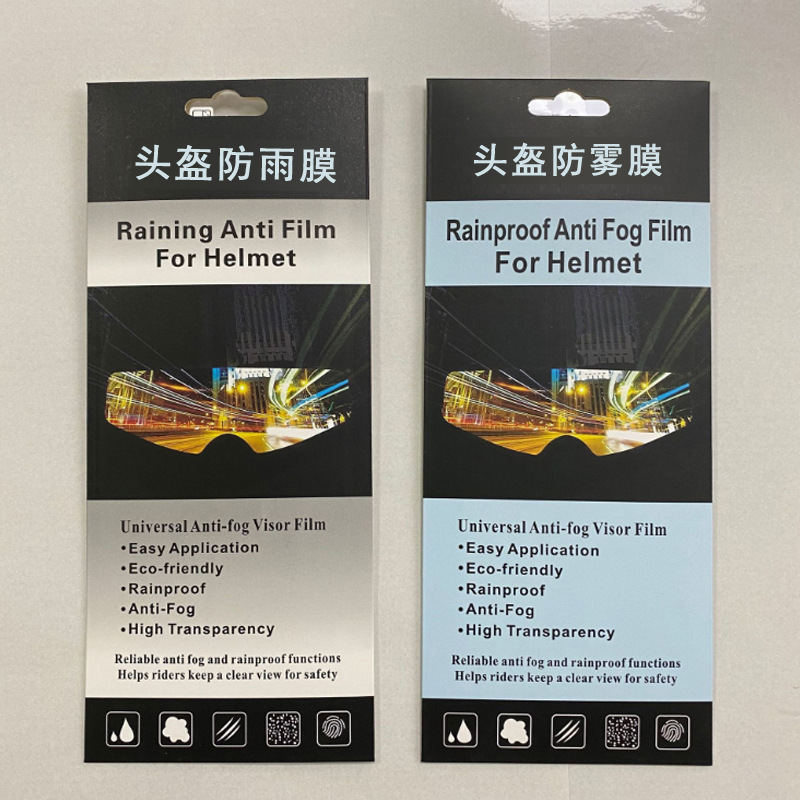 头盔防雨膜
Raining Anti Film
For Helmet
Universal Anti-fog Visor Film
•Easy Application
•Eco-friendly
•Rainproof
•Anti-Fog
•High Transparency
Reliable anti fog and rainproof functions
Helps riders keep a clear view for safety
头盔防雾膜
Rainproof Anti Fog Film
For Helmet
Universal Anti-fog Visor Film
•Easy Application
•Eco-friendly
•Rainproof
•Anti-Fog
•High Transparency
Reliable anti fog and rainproof functions
Helps riders keep a clear view for safety